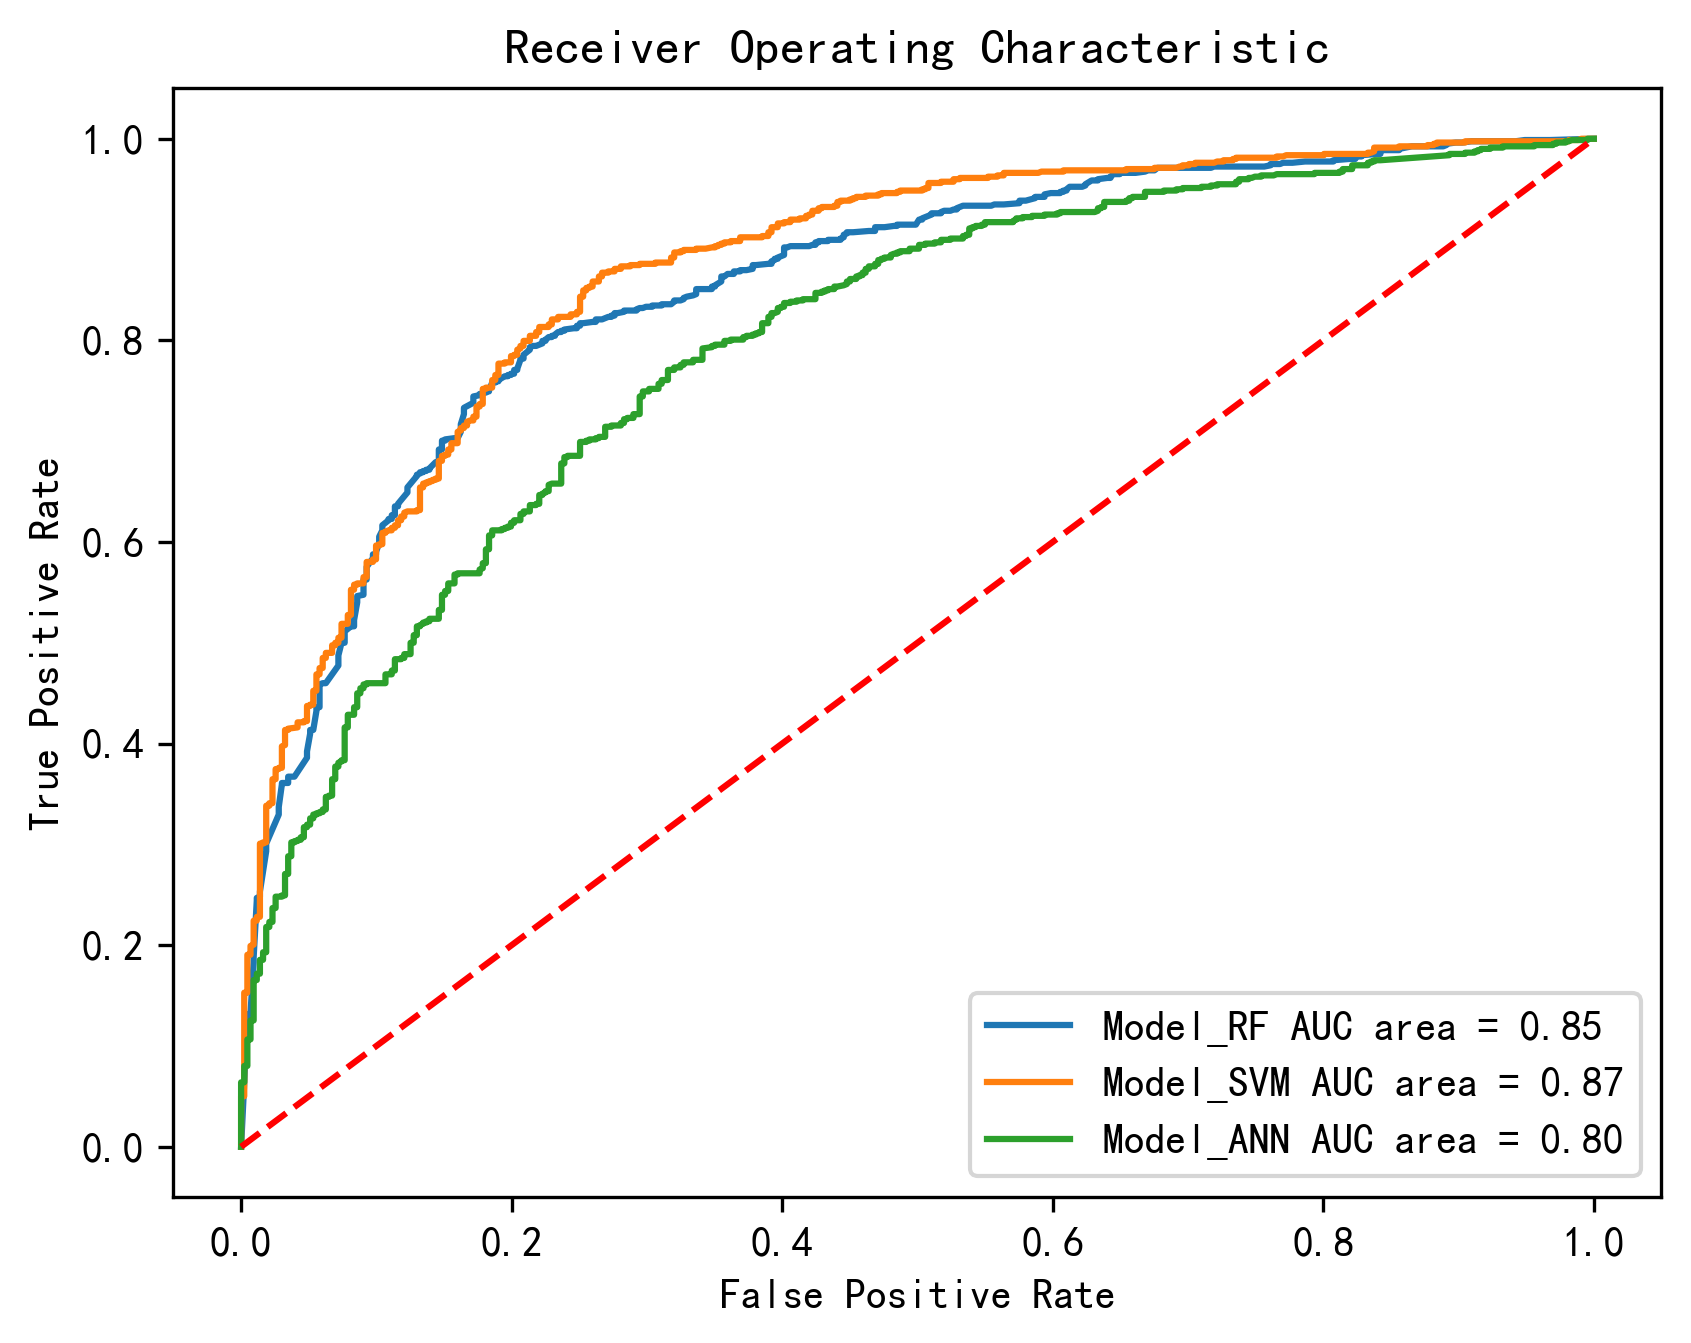 Receiver Operating Characteristic
1.0
0.8
0.6
0.4
0.2
0.0
True Positive Rate
Model_RF AUC area = 0.85
Model_SVM AUC area = 0.87
Model_ANN AUC area = 0.80
0.0 0.2 0.4 0.6 0.8 1.0
False Positive Rate